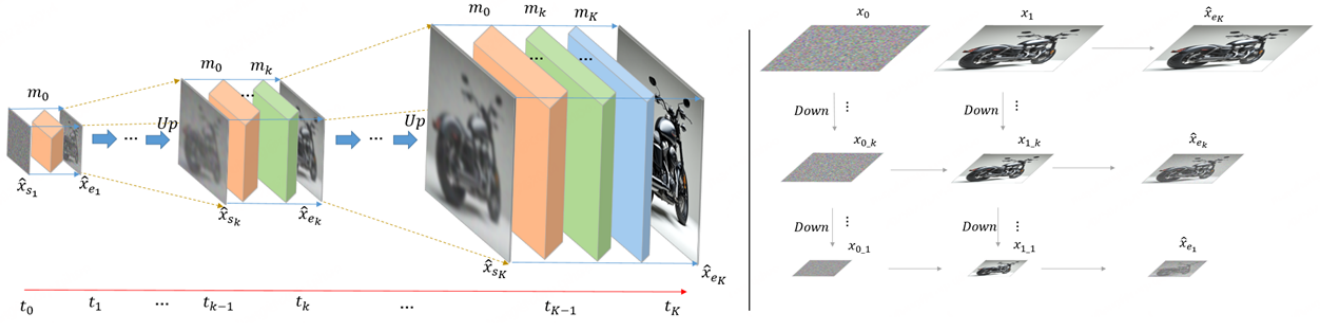 m_0
m_k
m_K
m_0
m_k
...
...
...
m_0
Up
...
Up
...
x̂_{s_1}
x̂_{e_1}
x̂_{s_k}
x̂_{e_k}
x̂_{s_K}
x̂_{e_K}
t_0 t_1 ... t_{k-1} t_k ... t_{K-1} t_K
x_0 x_1 x̂_{e_K}
Down ⋮ Down ⋮
x_{0_k} x_{1_k} x̂_{e_k}
Down ⋮ Down ⋮
x_{0_1} x_{1_1} x̂_{e_1}